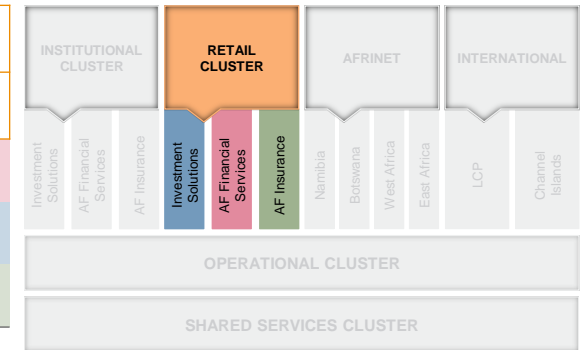 INSTITUTIONAL
CLUSTER
RETAIL
CLUSTER
AFRINET
INTERNATIONAL
Investment
Solutions
AF Financial
Services
AF Insurance
Investment
Solutions
AF Financial
Services
AF Insurance
Namibia
Botswana
West Africa
East Africa
LCP
Channel
Islands
OPERATIONAL CLUSTER
SHARED SERVICES CLUSTER